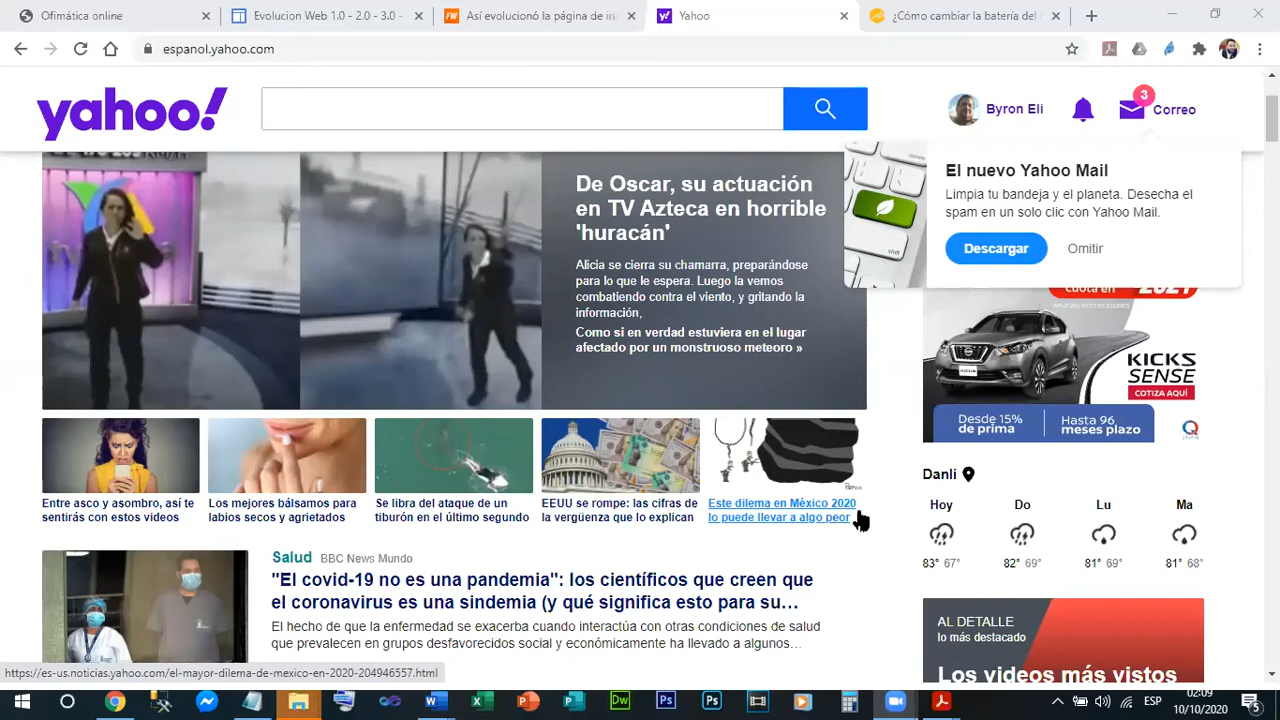 Ofimática online
Evolucion Web 1.0 - 2.0 - 3.0
Así evolucionó la página de in
Yahoo
¿Cómo cambiar la batería del
espanol.yahoo.com
yahoo!
Byron Elí
3
Correo
El nuevo Yahoo Mail
Limpia tu bandeja y el planeta. Desecha el
spam en un solo clic con Yahoo Mail.
Descargar
Omitir
De Oscar, su actuación
en TV Azteca en horrible
'huracán'
Alicia se cierra su chamarra, preparándose
para lo que le espera. Luego la vemos
combatiendo contra el viento, y gritando la
información,
Como si en verdad estuviera en el lugar
afectado por un monstruoso meteoro »
cuota en 2021
KICKS
SENSE
COTIZA AQUÍ
Desde 15%
de prima
Hasta 96
meses plazo
Entre asco y asombro, así te
sentirás con estos videos
Los mejores bálsamos para
labios secos y agrietados
Se libra del ataque de un
tiburón en el último segundo
EEUU se rompe: las cifras de
la vergüenza que lo explican
Este dilema en México 2020
lo puede llevar a algo peor
Danlí
Hoy Do Lu Ma
83° 67° 82° 69° 81° 69° 81° 68°
Salud BBC News Mundo
"El covid-19 no es una pandemia": los científicos que creen que
el coronavirus es una sindemia (y qué significa esto para su...
El hecho de que la enfermedad se exacerba cuando interactúa con otras condiciones de salud
que prevalecen en grupos desfavorecidos social y económicamente ha llevado a algunos...
AL DETALLE
lo más destacado
Los videos más vistos
https://es-us.noticias.yahoo.com/el-mayor-dilema-de-mexico-en-2020-204946557.html
ESP
02:09
10/10/2020
5